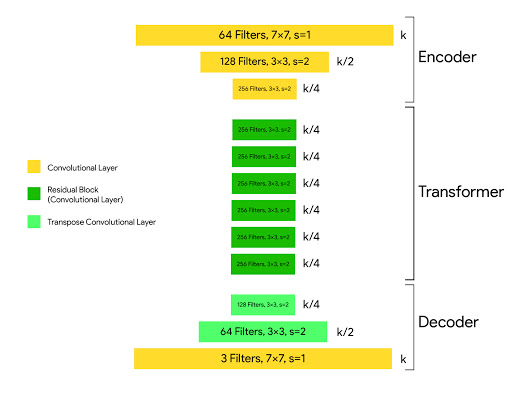 64 Filters, 7×7, s=1
k
128 Filters, 3×3, s=2
k/2
256 Filters, 3×3, s=2
k/4
Encoder
256 Filters, 3×3, s=2
k/4
256 Filters, 3×3, s=2
k/4
256 Filters, 3×3, s=2
k/4
256 Filters, 3×3, s=2
k/4
256 Filters, 3×3, s=2
k/4
256 Filters, 3×3, s=2
k/4
Transformer
Convolutional Layer
Residual Block
(Convolutional Layer)
Transpose Convolutional Layer
128 Filters, 3×3, s=2
k/4
64 Filters, 3×3, s=2
k/2
3 Filters, 7×7, s=1
k
Decoder